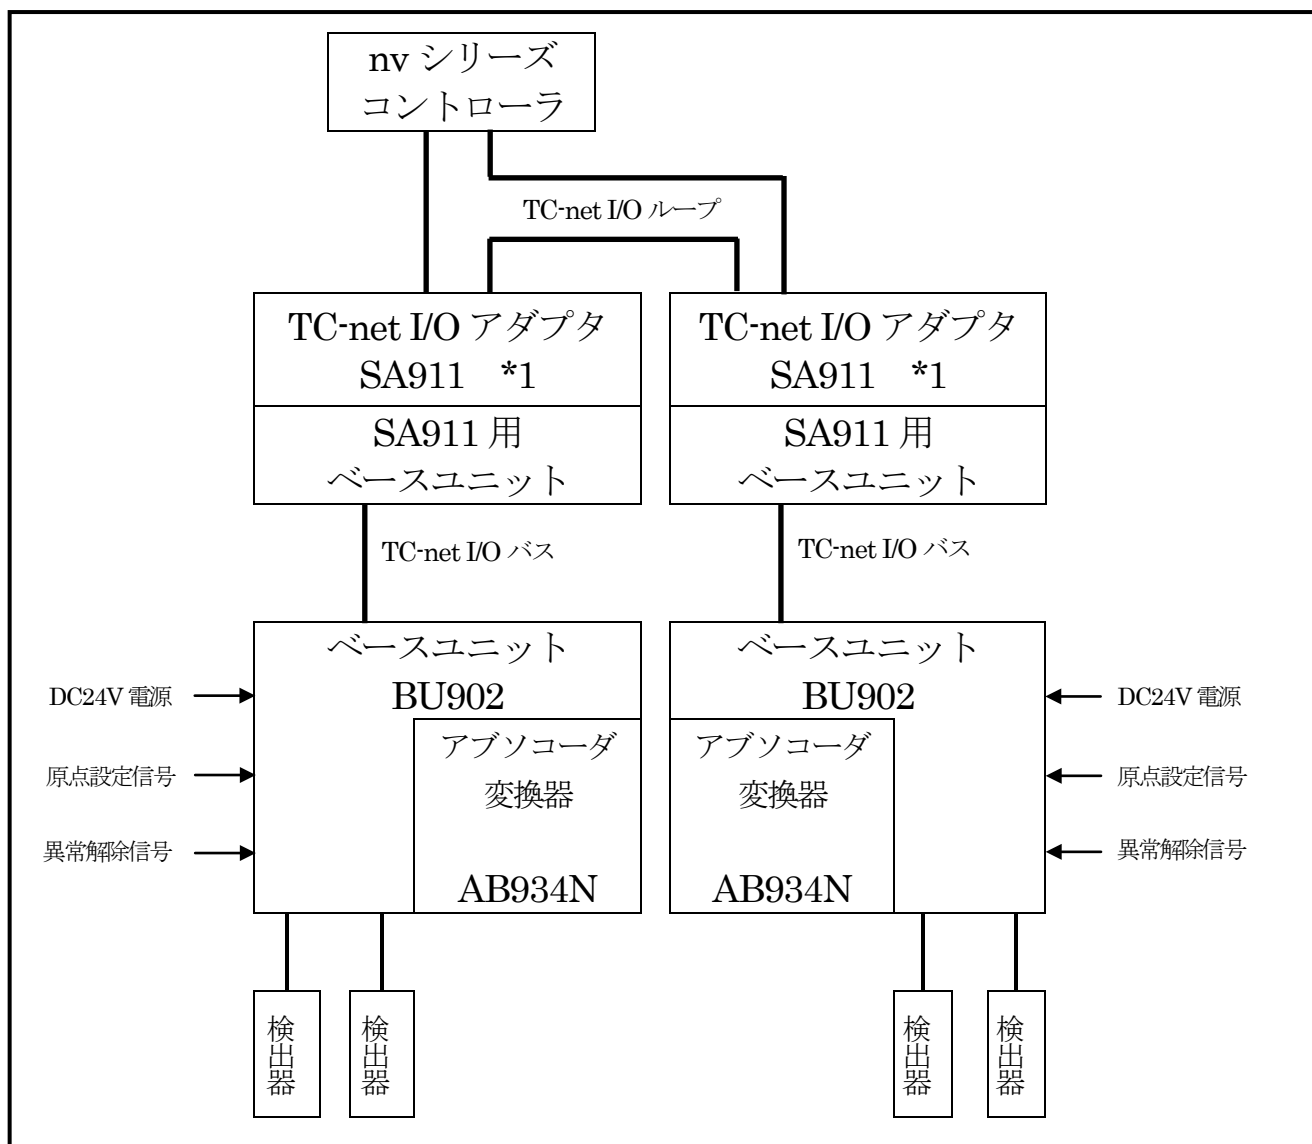 nv シリーズ
コントローラ
TC-net I/O ループ
TC-net I/O アダプタ
SA911 *1
SA911 用
ベースユニット
TC-net I/O アダプタ
SA911 *1
SA911 用
ベースユニット
TC-net I/O バス
TC-net I/O バス
ベースユニット
BU902
アブソコーダ
変換器
AB934N
DC24V 電源
原点設定信号
異常解除信号
検出器
検出器
ベースユニット
BU902
アブソコーダ
変換器
AB934N
DC24V 電源
原点設定信号
異常解除信号
検出器
検出器